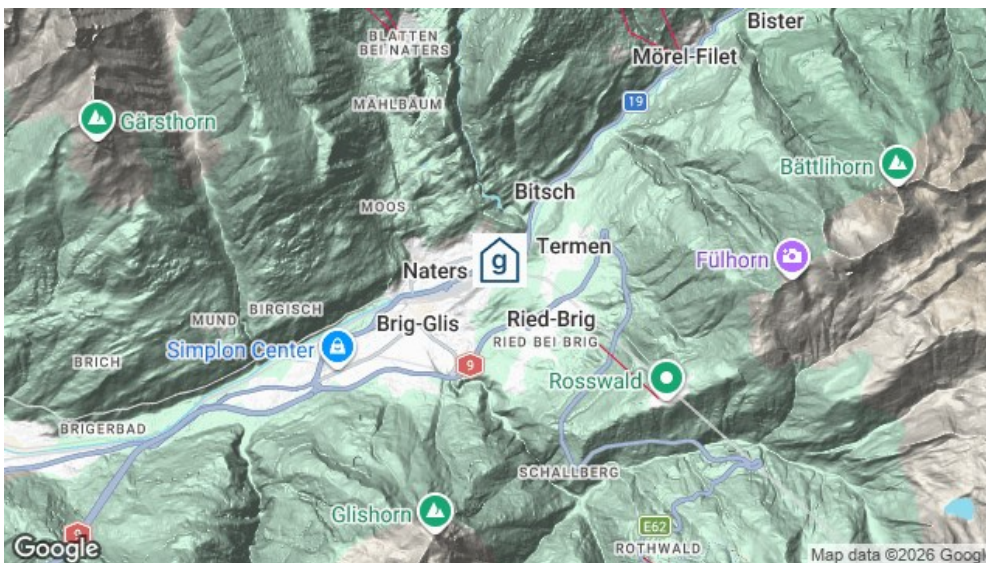 Bister
BLATTEN
BEI NATERS
Mörel-Filet
19
MÄHLBÄUM
Gärsthorn
Bättlihorn
Bitsch
MOOS
Termen
Fülhorn
g
Naters
BIRGISCH
MUND
Brig-Glis
Ried-Brig
RIED BEI BRIG
Simplon Center
BRICH
9
Rosswald
BRIGERBAD
SCHALLBERG
Glishorn
E62
9
ROTHWALD
Google
Map data ©2026 Googl